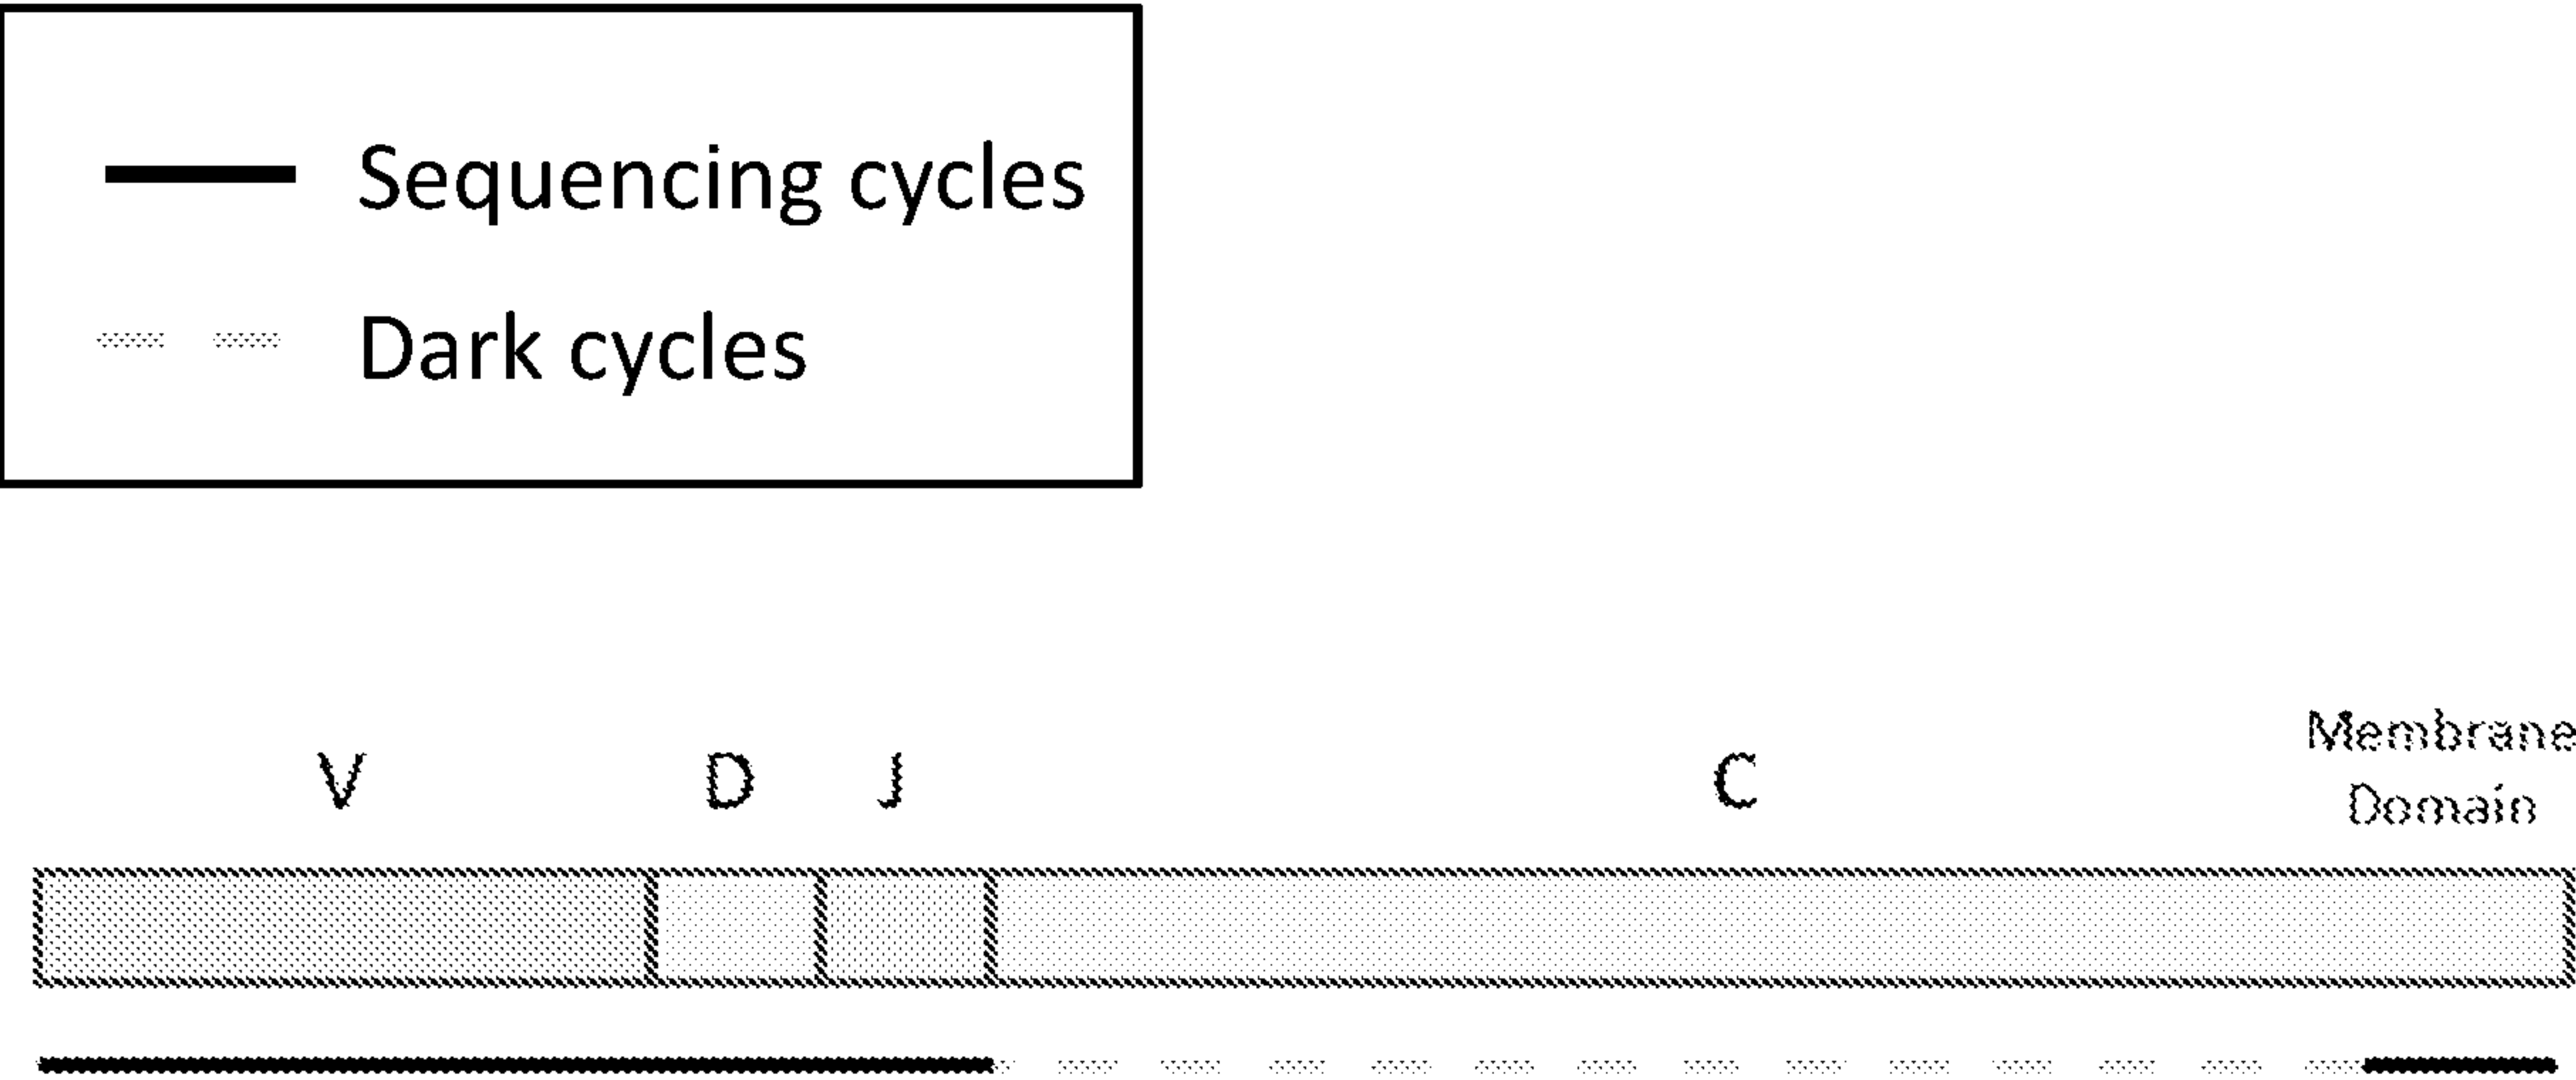 Sequencing cycles
Dark cycles
V D J C Membrane
Domain